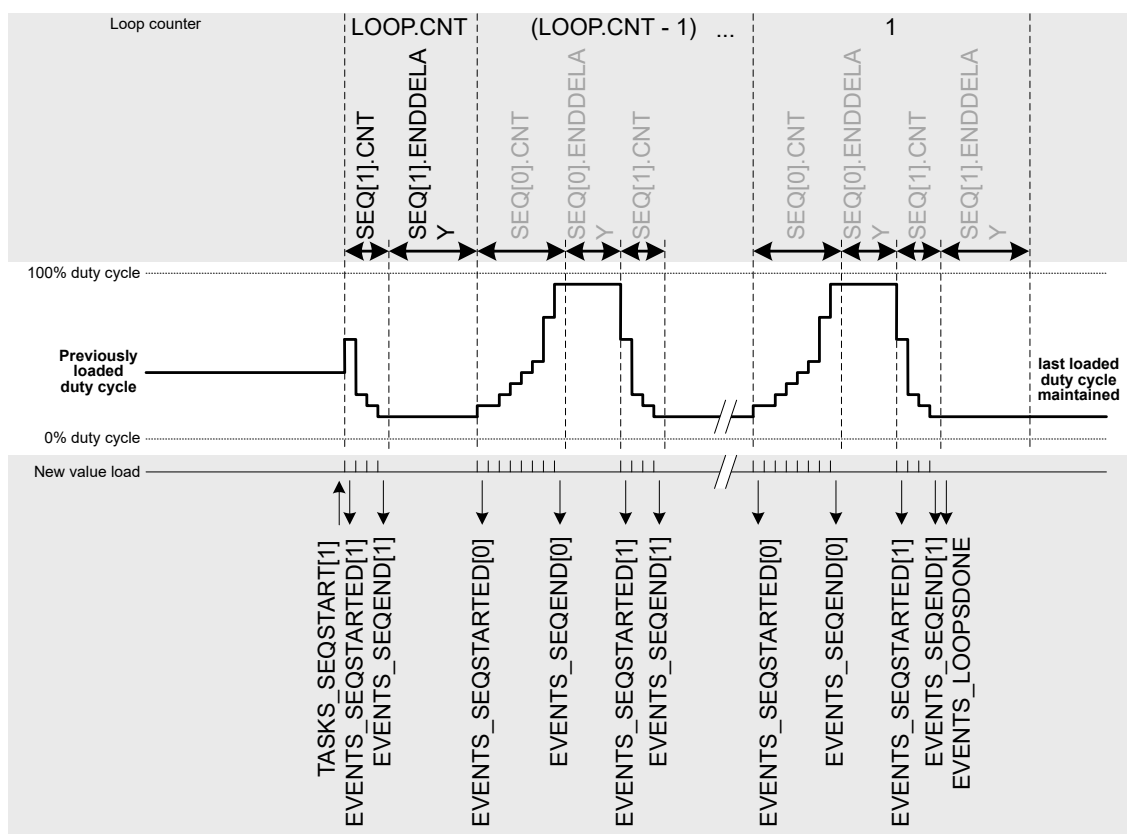 Loop counter
LOOP.CNT
(LOOP.CNT - 1) ...
1
SEQ[1].CNT
SEQ[1].ENDDELA
Y
SEQ[0].CNT
SEQ[0].ENDDELA
Y
SEQ[1].CNT
SEQ[0].CNT
SEQ[0].ENDDELA
Y
SEQ[1].CNT
SEQ[1].ENDDELA
Y
100% duty cycle
Previously
loaded
duty cycle
last loaded
duty cycle
maintained
0% duty cycle
New value load
TASKS_SEQSTART[1]
EVENTS_SEQSTARTED[1]
EVENTS_SEQEND[1]
EVENTS_SEQSTARTED[0]
EVENTS_SEQEND[0]
EVENTS_SEQSTARTED[1]
EVENTS_SEQEND[1]
EVENTS_SEQSTARTED[0]
EVENTS_SEQEND[0]
EVENTS_SEQSTARTED[1]
EVENTS_SEQEND[1]
EVENTS_LOOPSDONE